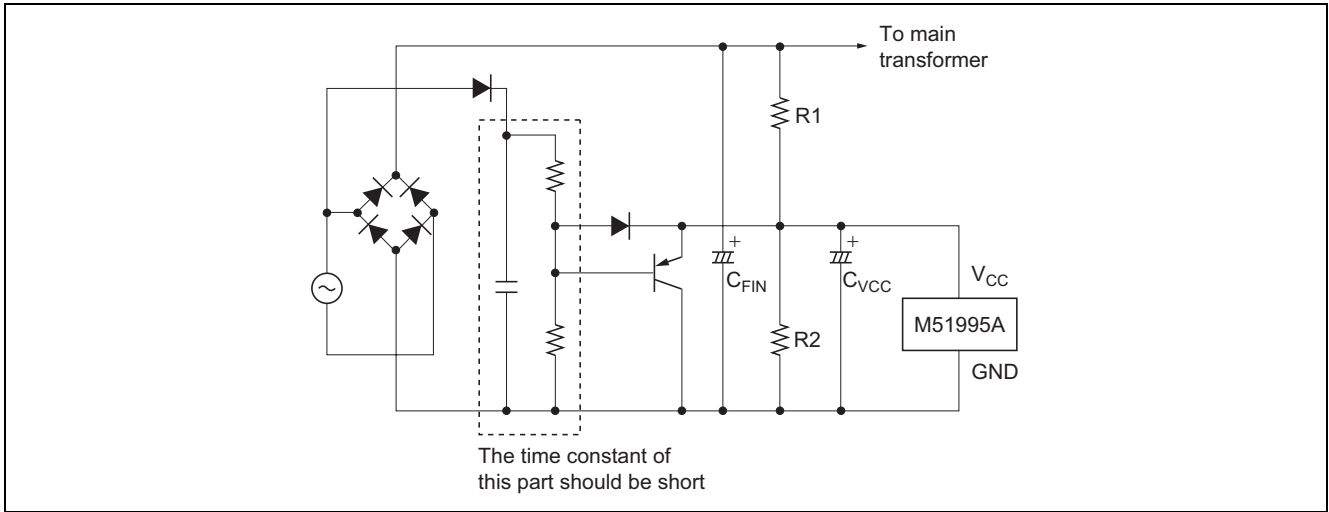 To main
transformer
R1
+
C_FIN
+
C_VCC
V_CC
M51995A
R2
GND
The time constant of
this part should be short